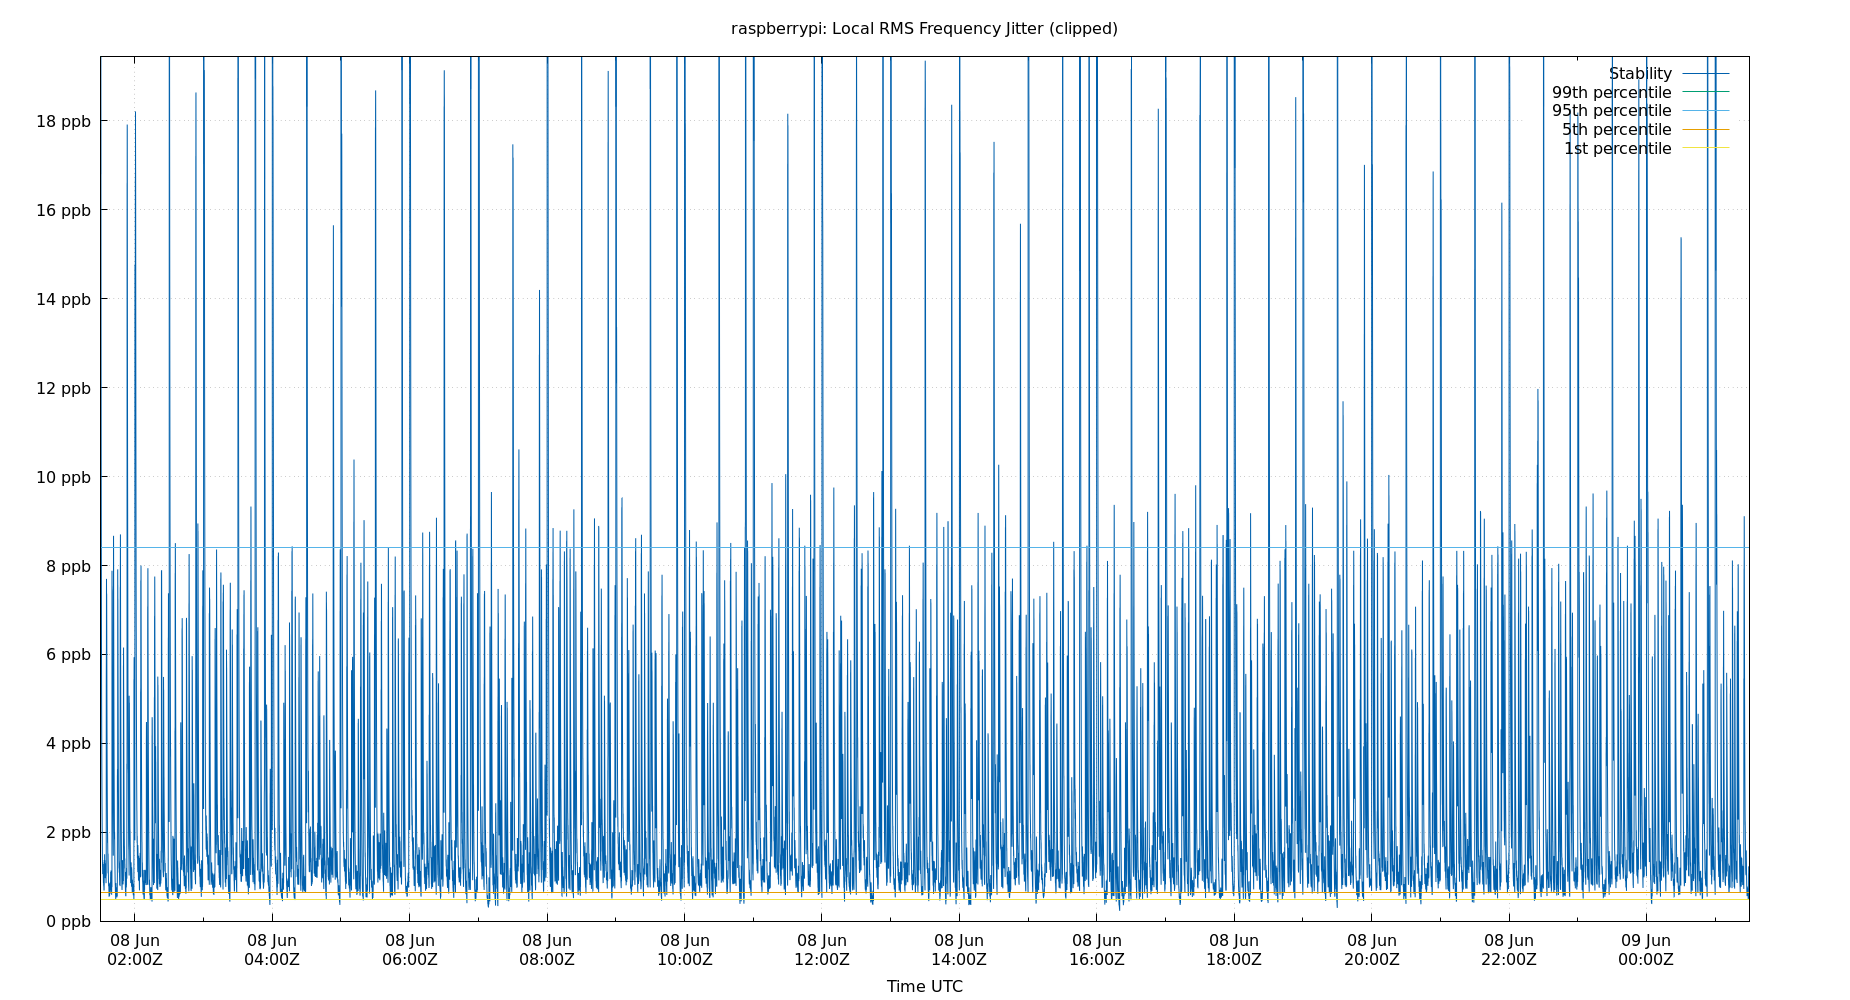 raspberrypi: Local RMS Frequency Jitter (clipped)
Stability
99th percentile
95th percentile
5th percentile
1st percentile
18 ppb
16 ppb
14 ppb
12 ppb
10 ppb
8 ppb
6 ppb
4 ppb
2 ppb
0 ppb
08 Jun 08 Jun 08 Jun 08 Jun 08 Jun 08 Jun 08 Jun 08 Jun 08 Jun 08 Jun 08 Jun 09 Jun
02:00Z 04:00Z 06:00Z 08:00Z 10:00Z 12:00Z 14:00Z 16:00Z 18:00Z 20:00Z 22:00Z 00:00Z
Time UTC